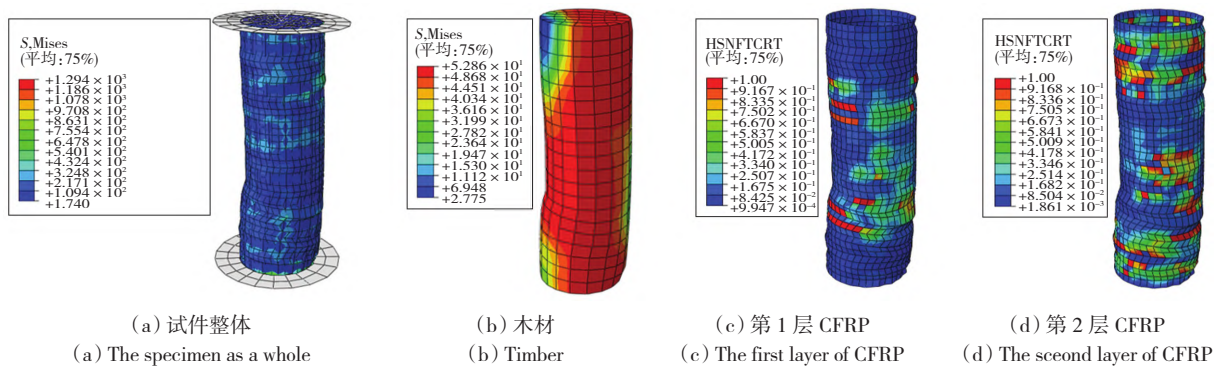 S,Mises
(平均:75%)
+1.294 × 10³
+1.186 × 10³
+1.078 × 10³
+9.708 × 10²
+8.631 × 10²
+7.554 × 10²
+6.478 × 10²
+5.401 × 10²
+4.324 × 10²
+3.248 × 10²
+2.171 × 10²
+1.094 × 10²
+1.740
S,Mises
(平均:75%)
+5.286 × 10¹
+4.868 × 10¹
+4.451 × 10¹
+4.034 × 10¹
+3.616 × 10¹
+3.199 × 10¹
+2.782 × 10¹
+2.364 × 10¹
+1.947 × 10¹
+1.530 × 10¹
+1.112 × 10¹
+6.948
+2.775
HSNFTCRT
(平均:75%)
+1.00
+9.167 × 10⁻¹
+8.335 × 10⁻¹
+7.502 × 10⁻¹
+6.670 × 10⁻¹
+5.837 × 10⁻¹
+5.005 × 10⁻¹
+4.172 × 10⁻¹
+3.340 × 10⁻¹
+2.507 × 10⁻¹
+1.675 × 10⁻¹
+8.425 × 10⁻²
+9.947 × 10⁻⁴
HSNFTCRT
(平均:75%)
+1.00
+9.168 × 10⁻¹
+8.336 × 10⁻¹
+7.505 × 10⁻¹
+6.673 × 10⁻¹
+5.841 × 10⁻¹
+5.009 × 10⁻¹
+4.178 × 10⁻¹
+3.346 × 10⁻¹
+2.514 × 10⁻¹
+1.682 × 10⁻¹
+8.504 × 10⁻²
+1.861 × 10⁻³
(a)试件整体
(a) The specimen as a whole
(b)木材
(b) Timber
(c)第 1 层 CFRP
(c) The first layer of CFRP
(d)第 2 层 CFRP
(d) The sceond layer of CFRP